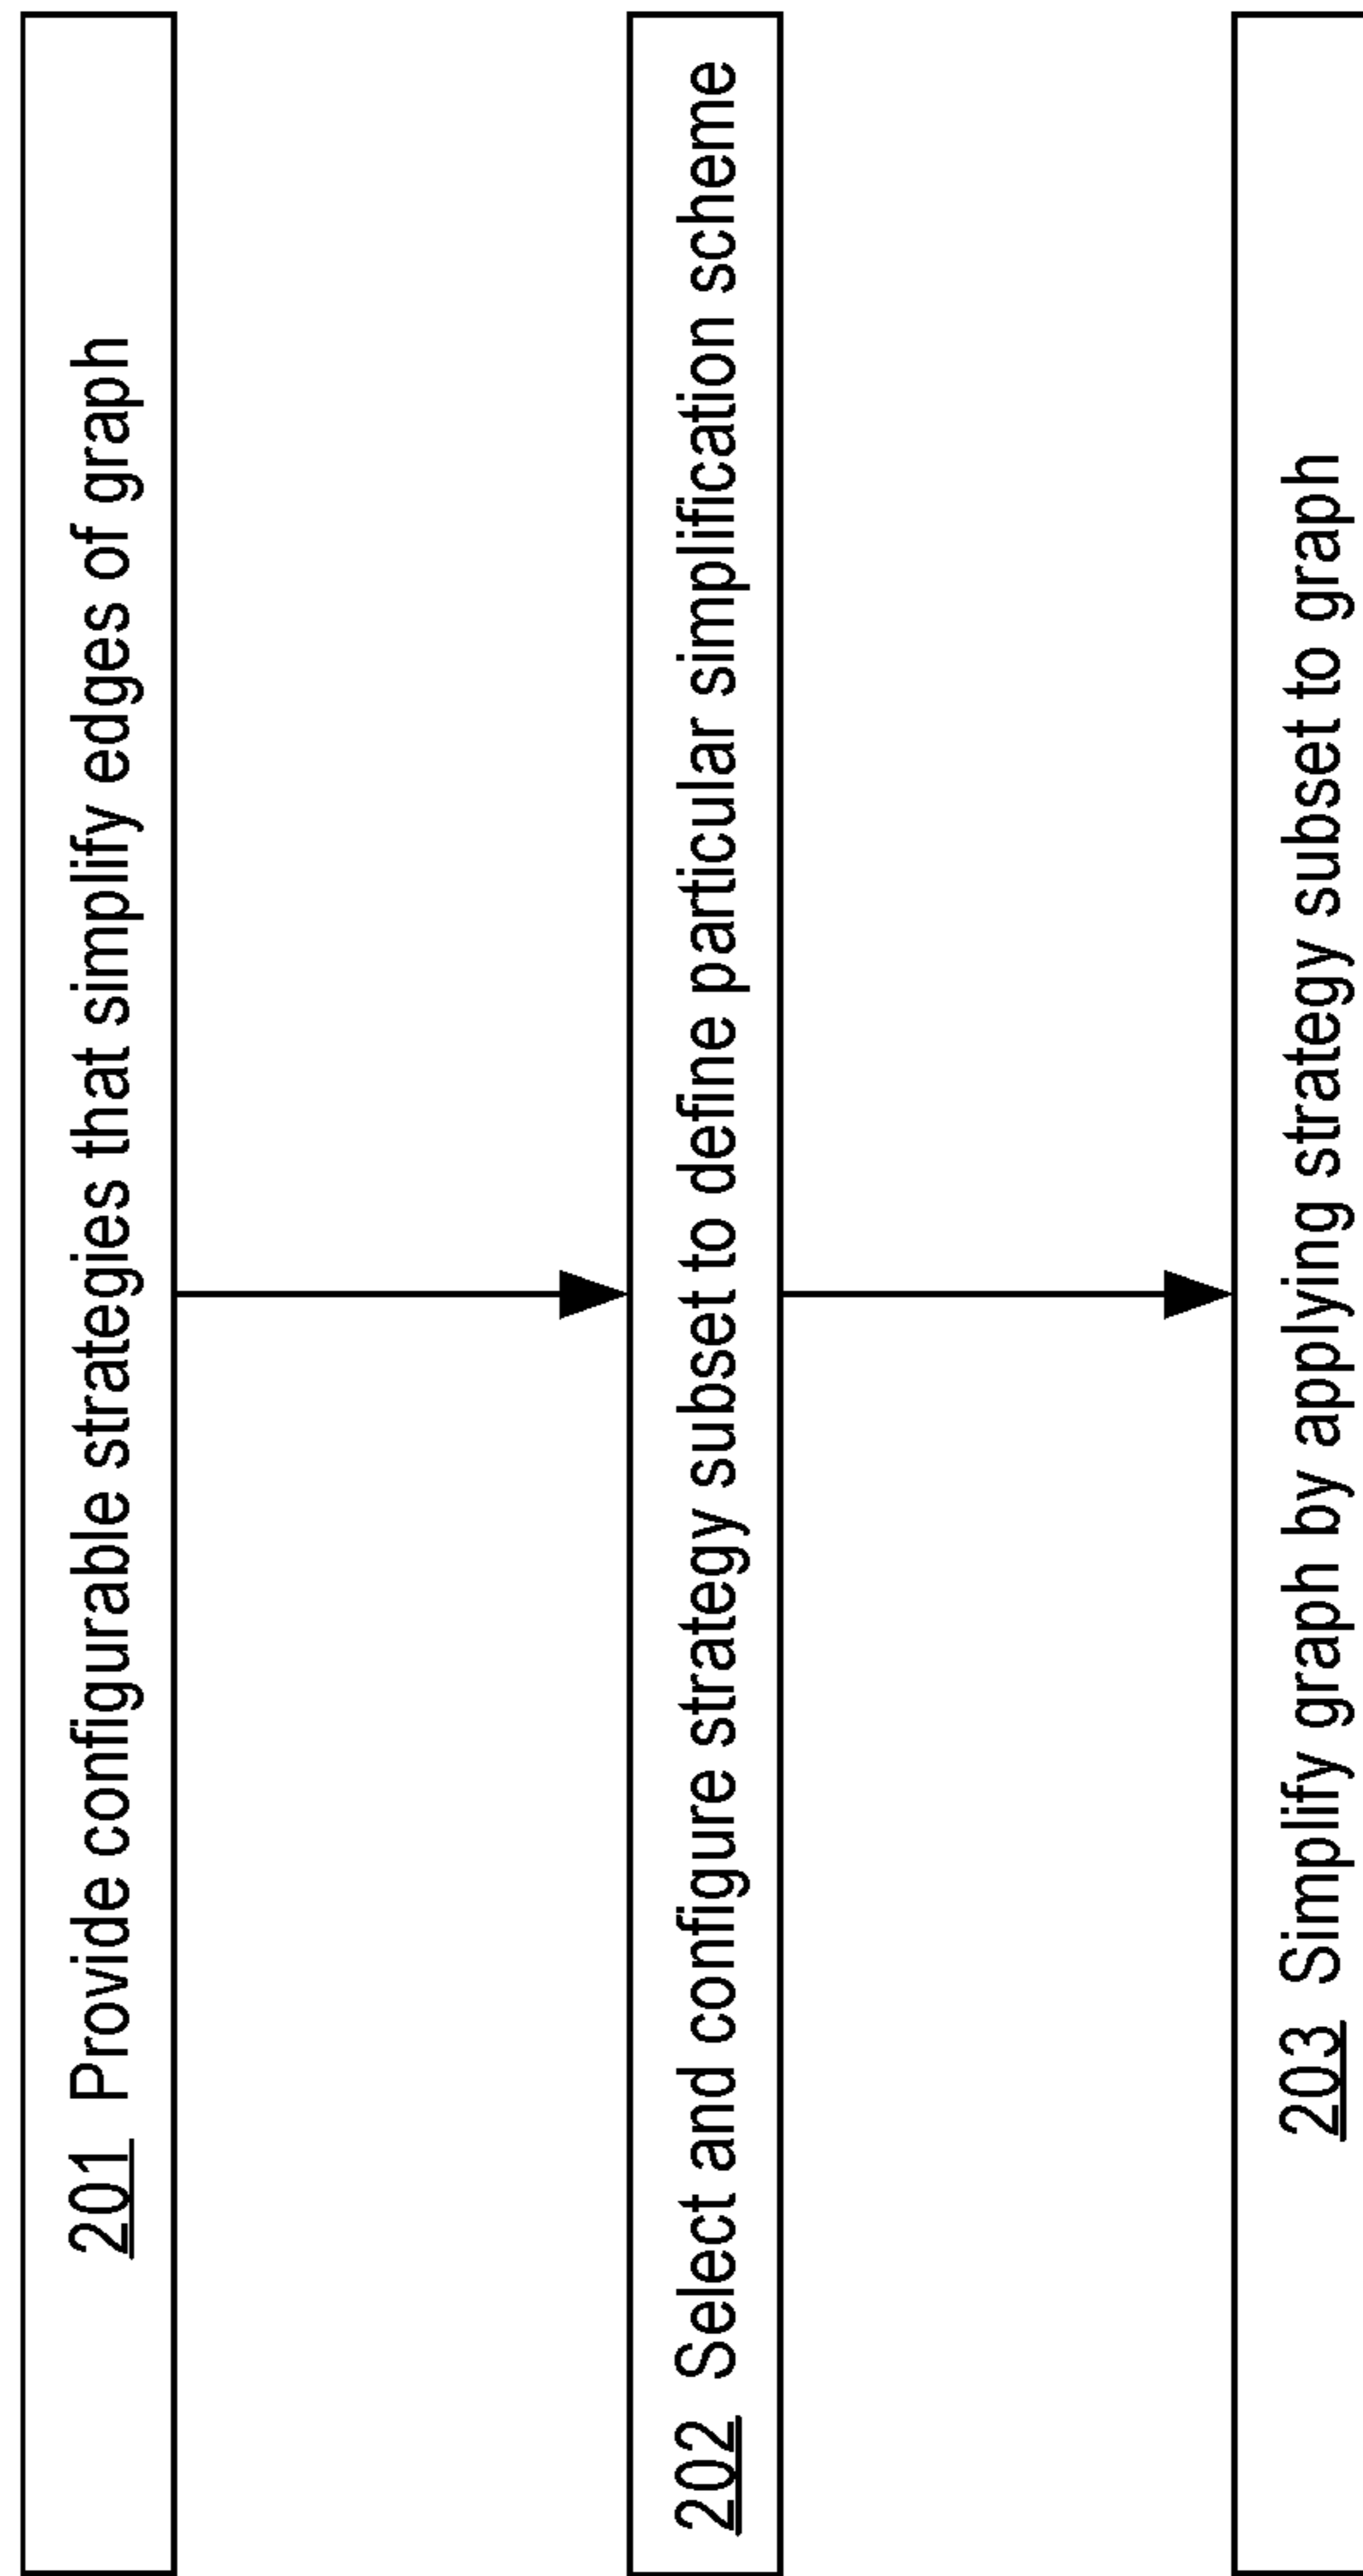 201 Provide configurable strategies that simplify edges of graph
202 Select and configure strategy subset to define particular simplification scheme
203 Simplify graph by applying strategy subset to graph